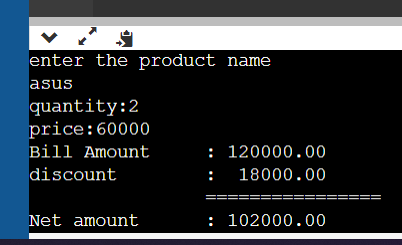 enter the product name
asus
quantity:2
price:60000
Bill Amount     : 120000.00
discount        :  18000.00
                ================
Net amount      : 102000.00